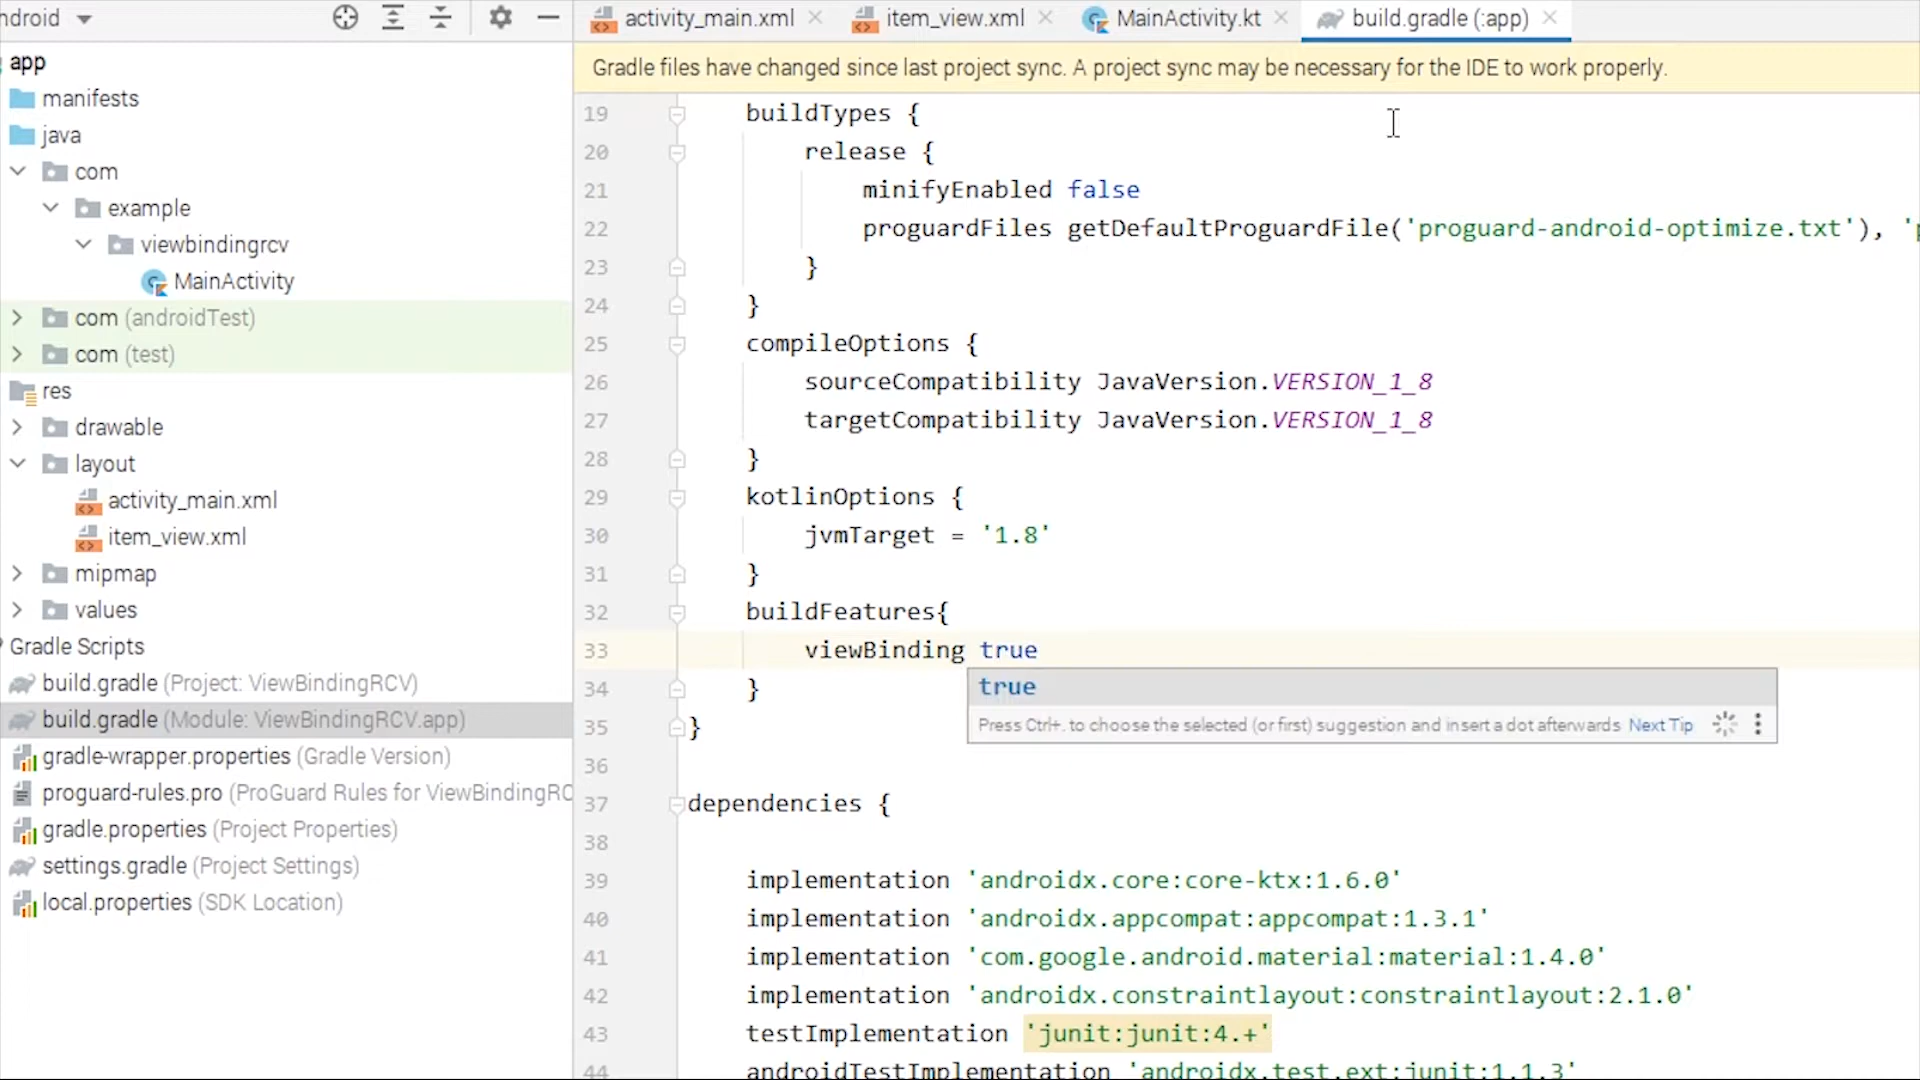 ndroid
app
manifests
java
com
example
viewbindingrcv
MainActivity
com (androidTest)
com (test)
res
drawable
layout
activity_main.xml
item_view.xml
mipmap
values
Gradle Scripts
build.gradle (Project: ViewBindingRCV)
build.gradle (Module: ViewBindingRCV.app)
gradle-wrapper.properties (Gradle Version)
proguard-rules.pro (ProGuard Rules for ViewBindingRC
gradle.properties (Project Properties)
settings.gradle (Project Settings)
local.properties (SDK Location)
activity_main.xml item_view.xml MainActivity.kt build.gradle (:app)
Gradle files have changed since last project sync. A project sync may be necessary for the IDE to work properly.
19 buildTypes {
20 release {
21 minifyEnabled false
22 proguardFiles getDefaultProguardFile('proguard-android-optimize.txt'), 'p
23 }
24 }
25 compileOptions {
26 sourceCompatibility JavaVersion.VERSION_1_8
27 targetCompatibility JavaVersion.VERSION_1_8
28 }
29 kotlinOptions {
30 jvmTarget = '1.8'
31 }
32 buildFeatures{
33 viewBinding true
true
Press Ctrl+. to choose the selected (or first) suggestion and insert a dot afterwards Next Tip
34 }
35 }
36
37 dependencies {
38
39 implementation 'androidx.core:core-ktx:1.6.0'
40 implementation 'androidx.appcompat:appcompat:1.3.1'
41 implementation 'com.google.android.material:material:1.4.0'
42 implementation 'androidx.constraintlayout:constraintlayout:2.1.0'
43 testImplementation 'junit:junit:4.+'
44 androidTestImplementation 'androidx.test.ext:junit:1.1.3'